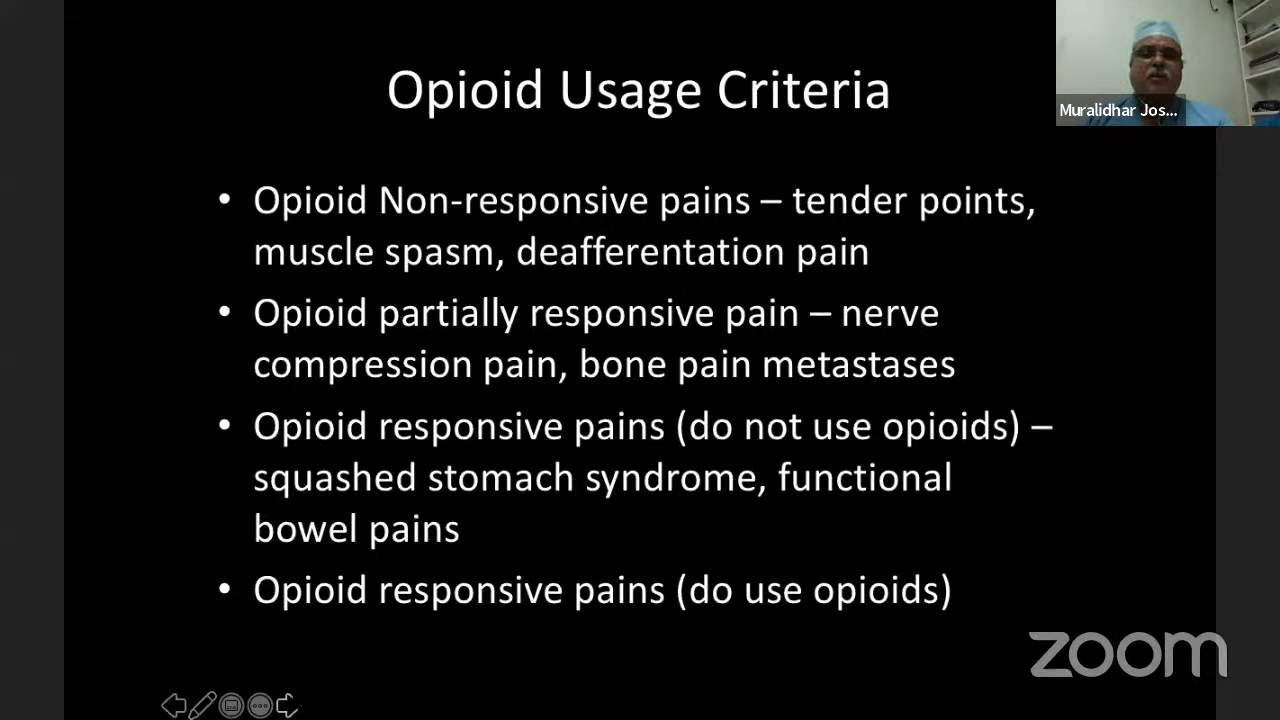 Opioid Usage Criteria
Muralidhar Jos...
• Opioid Non-responsive pains – tender points,
muscle spasm, deafferentation pain
• Opioid partially responsive pain – nerve
compression pain, bone pain metastases
• Opioid responsive pains (do not use opioids) –
squashed stomach syndrome, functional
bowel pains
• Opioid responsive pains (do use opioids)
zoom